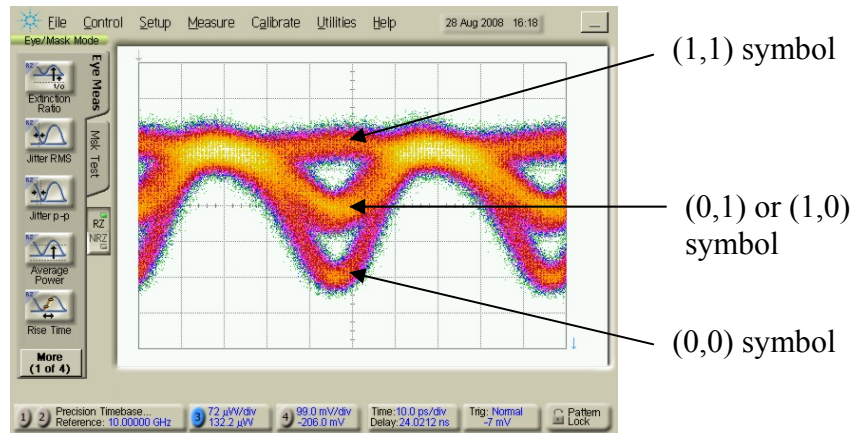 File Control Setup Measure Calibrate Utilities Help 28 Aug 2008 16:18
Eye/Mask Mode
Eye Meas
Msk Test
Extinction
Ratio
Jitter RMS
Jitter p-p
Average
Power
Rise Time
More
(1 of 4)
RZ
NRZ
(1,1) symbol
(0,1) or (1,0)
symbol
(0,0) symbol
1 2 Precision Timebase...
Reference: 10.00000 GHz
3 72 µW/div
132.2 µW
4 99.0 mV/div
-206.0 mV
Time:10.0 ps/div
Delay:24.0212 ns
Trig: Normal
-7 mV
Pattern
Lock